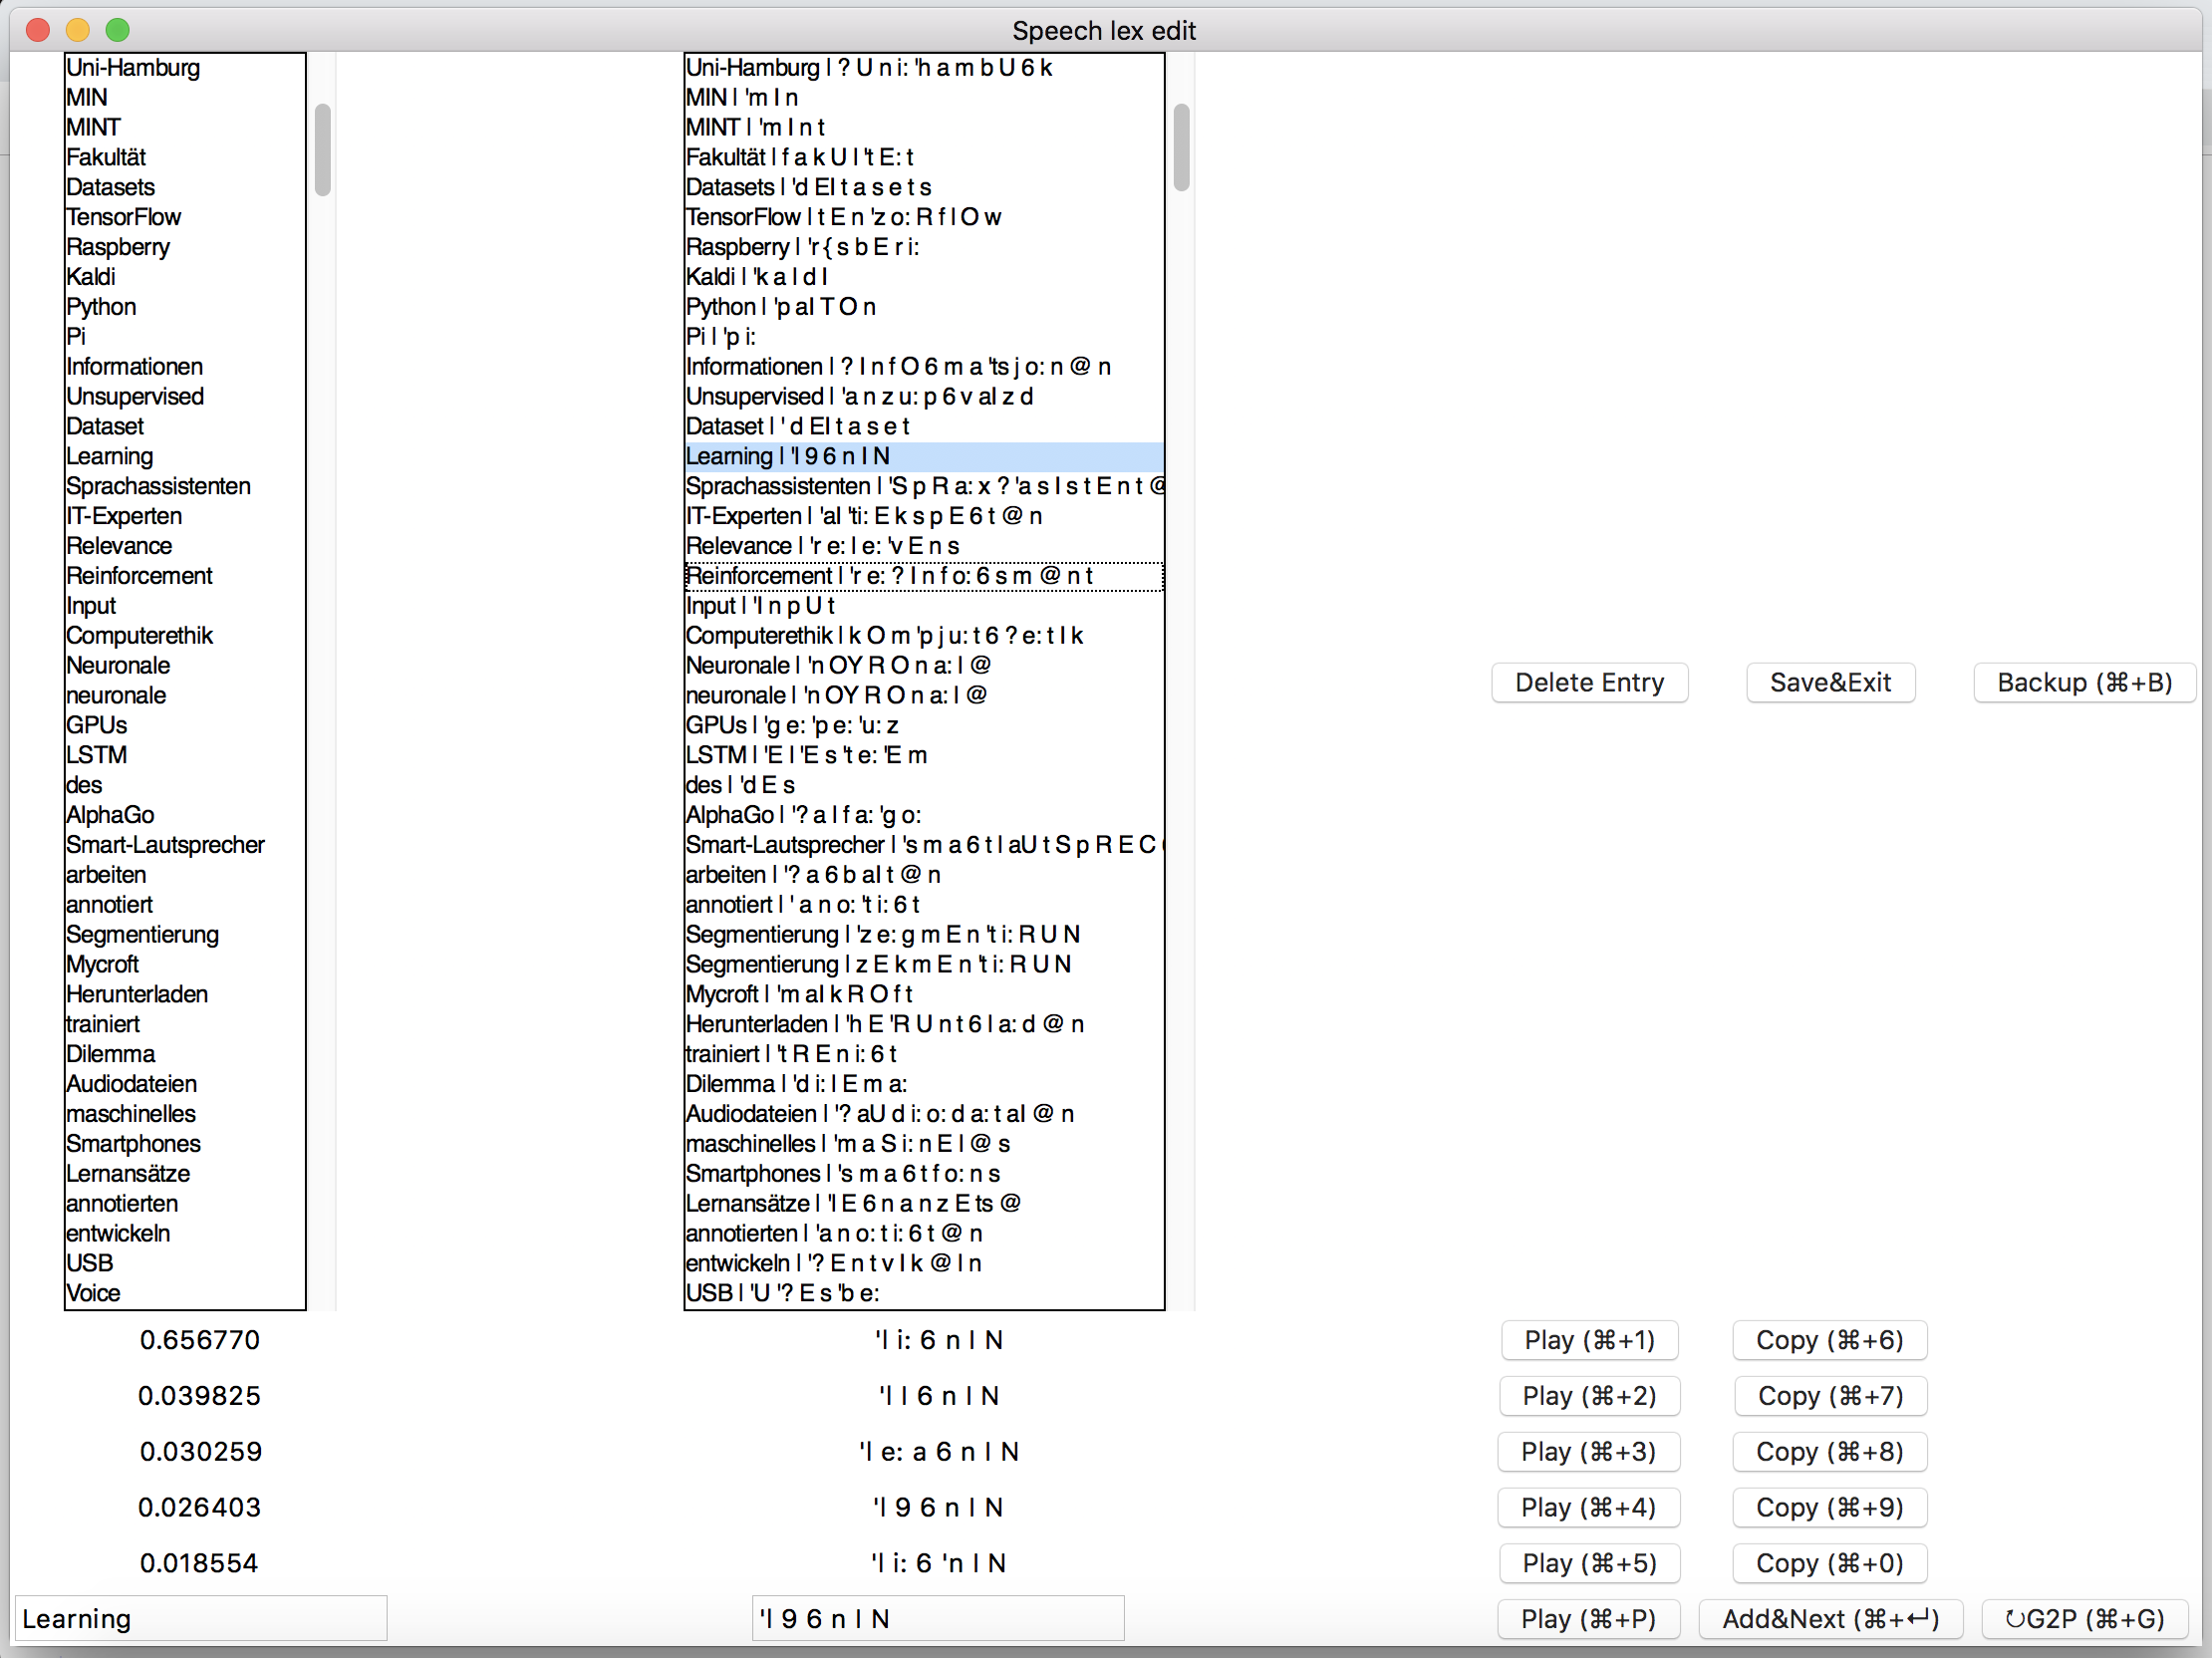 Speech lex edit
Uni-Hamburg
MIN
MINT
Fakultät
Datasets
TensorFlow
Raspberry
Kaldi
Python
Pi
Informationen
Unsupervised
Dataset
Learning
Sprachassistenten
IT-Experten
Relevance
Reinforcement
Input
Computerethik
Neuronale
neuronale
GPUs
LSTM
des
AlphaGo
Smart-Lautsprecher
arbeiten
annotiert
Segmentierung
Mycroft
Herunterladen
trainiert
Dilemma
Audiodateien
maschinelles
Smartphones
Lernansätze
annotierten
entwickeln
USB
Voice
Uni-Hamburg | ? U n i: 'h a m b U 6 k
MIN | 'm I n
MINT | 'm I n t
Fakultät | f a k U l 't E: t
Datasets | 'd EI t a s e t s
TensorFlow | t E n 'z o: R f l O w
Raspberry | 'r { s b E r i:
Kaldi | 'k a l d I
Python | 'p aI T O n
Pi | 'p i:
Informationen | ? I n f O 6 m a 'ts j o: n @ n
Unsupervised | 'a n z u: p 6 v aI z d
Dataset | ' d EI t a s e t
Learning | 'l 9 6 n I N
Sprachassistenten | 'S p R a: x ? 'a s I s t E n t @
IT-Experten | 'aI 'ti: E k s p E 6 t @ n
Relevance | 'r e: l e: 'v E n s
Reinforcement | 'r e: ? I n f o: 6 s m @ n t
Input | 'I n p U t
Computerethik | k O m 'p j u: t 6 ? e: t I k
Neuronale | 'n OY R O n a: l @
neuronale | 'n OY R O n a: l @
GPUs | 'g e: 'p e: 'u: z
LSTM | 'E l 'E s 't e: 'E m
des | 'd E s
AlphaGo | '? a l f a: 'g o:
Smart-Lautsprecher | 's m a 6 t l aU t S p R E C
arbeiten | '? a 6 b aI t @ n
annotiert | ' a n o: 't i: 6 t
Segmentierung | 'z e: g m E n 't i: R U N
Segmentierung | z E k m E n 't i: R U N
Mycroft | 'm aI k R O f t
Herunterladen | 'h E 'R U n t 6 l a: d @ n
trainiert | 't R E n i: 6 t
Dilemma | 'd i: l E m a:
Audiodateien | '? aU d i: o: d a: t aI @ n
maschinelles | 'm a S i: n E l @ s
Smartphones | 's m a 6 t f o: n s
Lernansätze | 'l E 6 n a n z E ts @
annotierten | 'a n o: t i: 6 t @ n
entwickeln | '? E n t v I k @ l n
USB | 'U '? E s 'b e:
Delete Entry Save&Exit Backup (⌘+B)
0.656770 'l i: 6 n I N Play (⌘+1) Copy (⌘+6)
0.039825 'l I 6 n I N Play (⌘+2) Copy (⌘+7)
0.030259 'l e: a 6 n I N Play (⌘+3) Copy (⌘+8)
0.026403 'l 9 6 n I N Play (⌘+4) Copy (⌘+9)
0.018554 'l i: 6 'n I N Play (⌘+5) Copy (⌘+0)
Learning 'l 9 6 n I N Play (⌘+P) Add&Next (⌘+↵) ↻G2P (⌘+G)